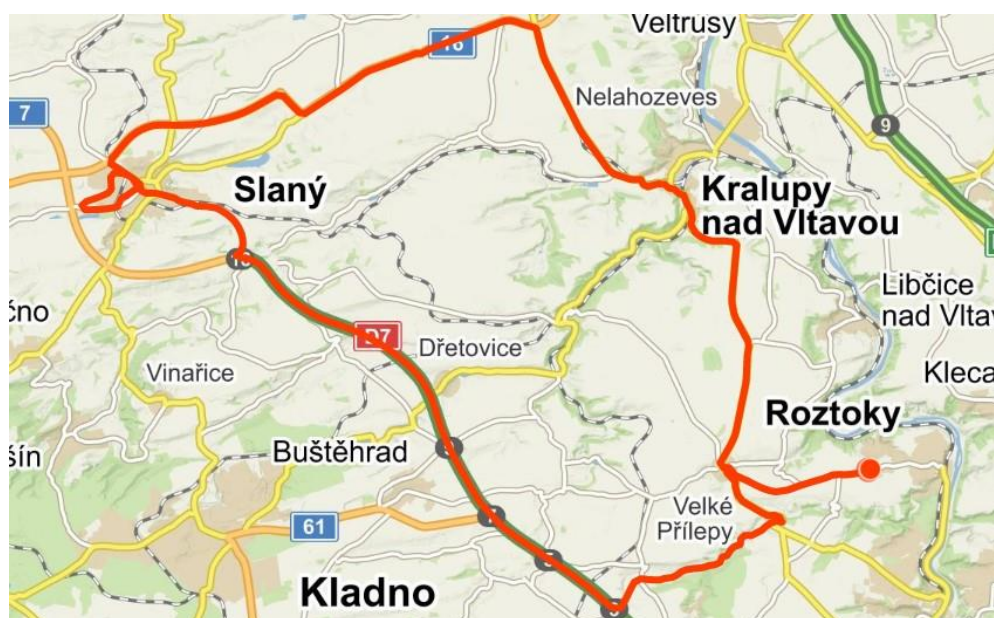 Veltrusy
16
7
Nelahozeves
9
Slaný
Kralupy
nad Vltavou
Libčice
nad Vltav
čno
D7
Dřetovice
Vinařice
Kleca
Roztoky
šín
Buštěhrad
Velké
Přílepy
61
Kladno